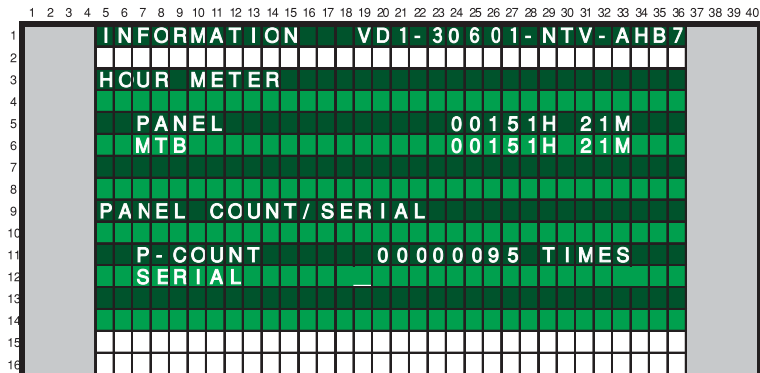 1 2 3 4 5 6 7 8 9 10 11 12 13 14 15 16 17 18 19 20 21 22 23 24 25 26 27 28 29 30 31 32 33 34 35 36 37 38 39 40
1 INFORMATION VD1-30601-NTV-AHB7
2
3 HOUR METER
4
5 PANEL 00151H 21M
6 MTB 00151H 21M
7
8
9 PANEL COUNT/SERIAL
10
11 P-COUNT 00000095 TIMES
12 SERIAL _
13
14
15
16